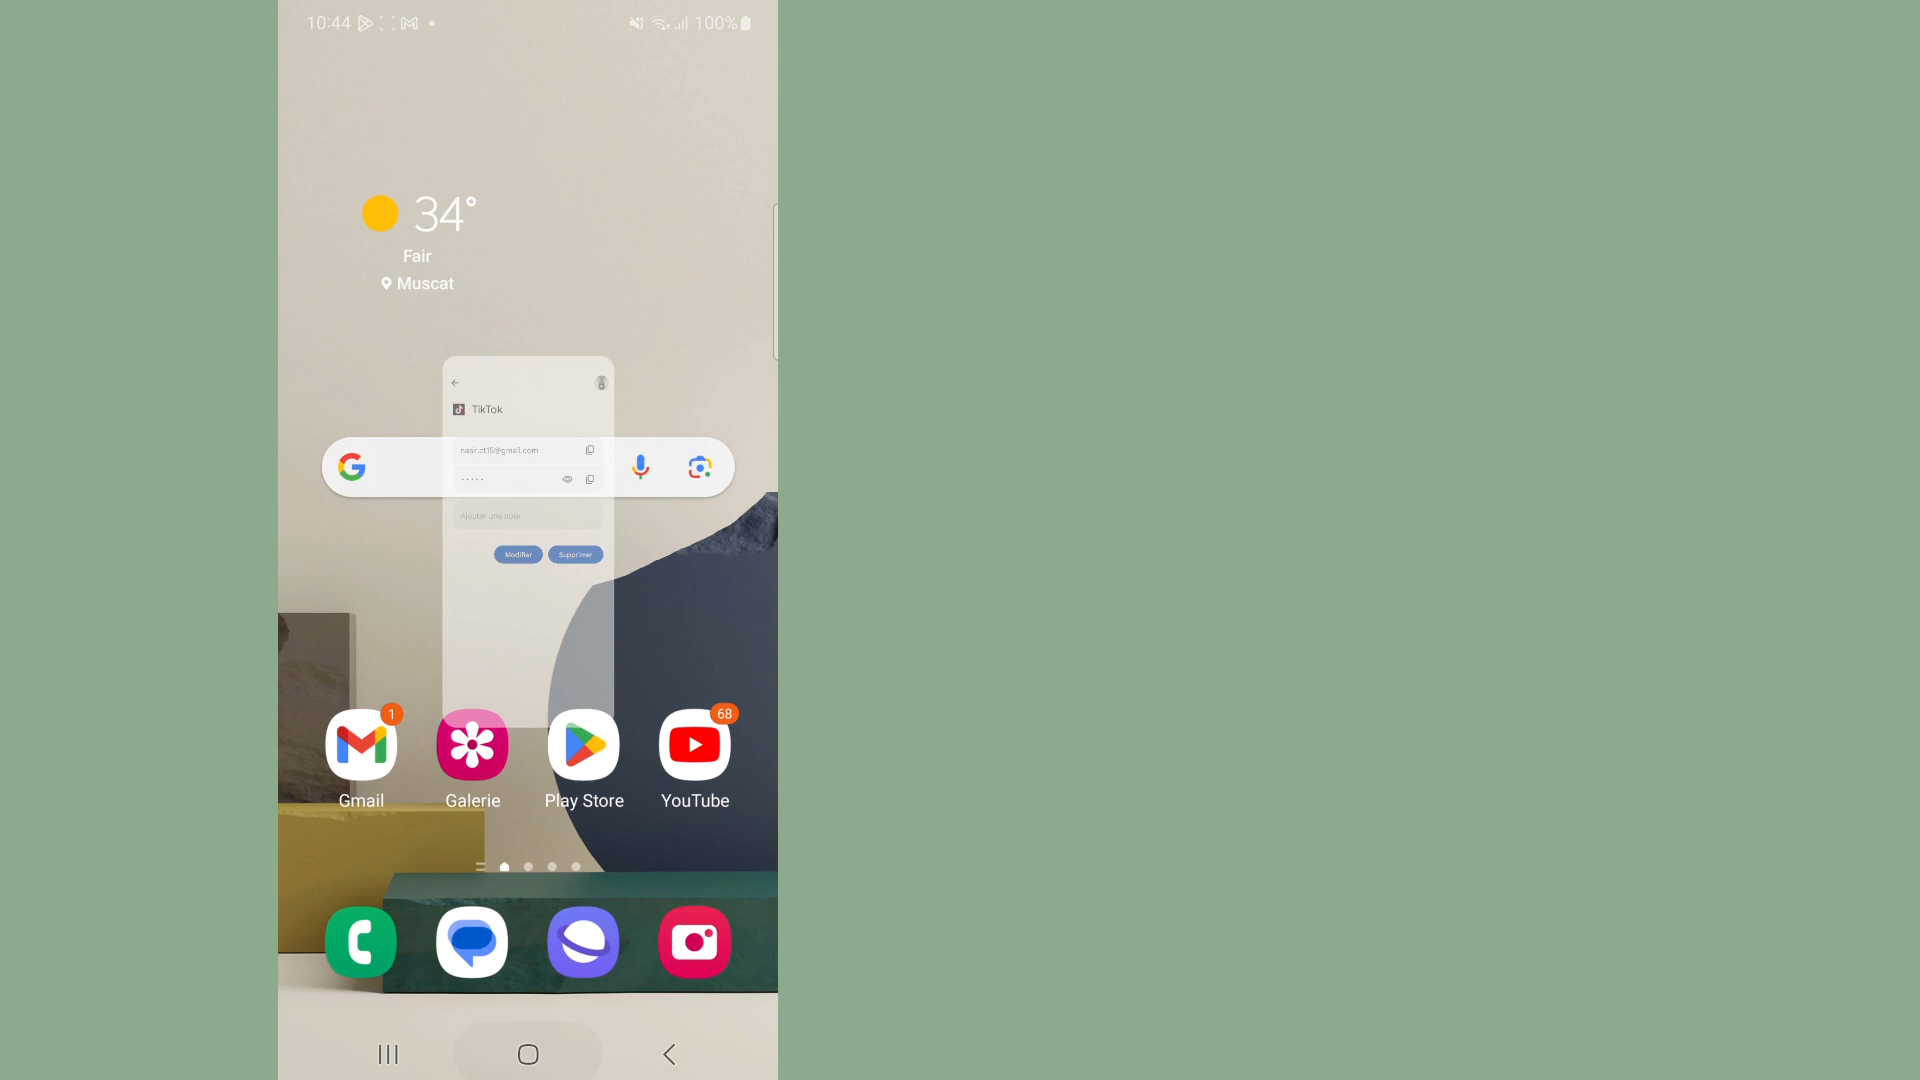 10:44
100%
34°
Fair
Muscat
TikTok
nasir.ct15@gmail.com
.....
Ajouter une note
Modifier Supprimer
1
68
Gmail Galerie Play Store YouTube